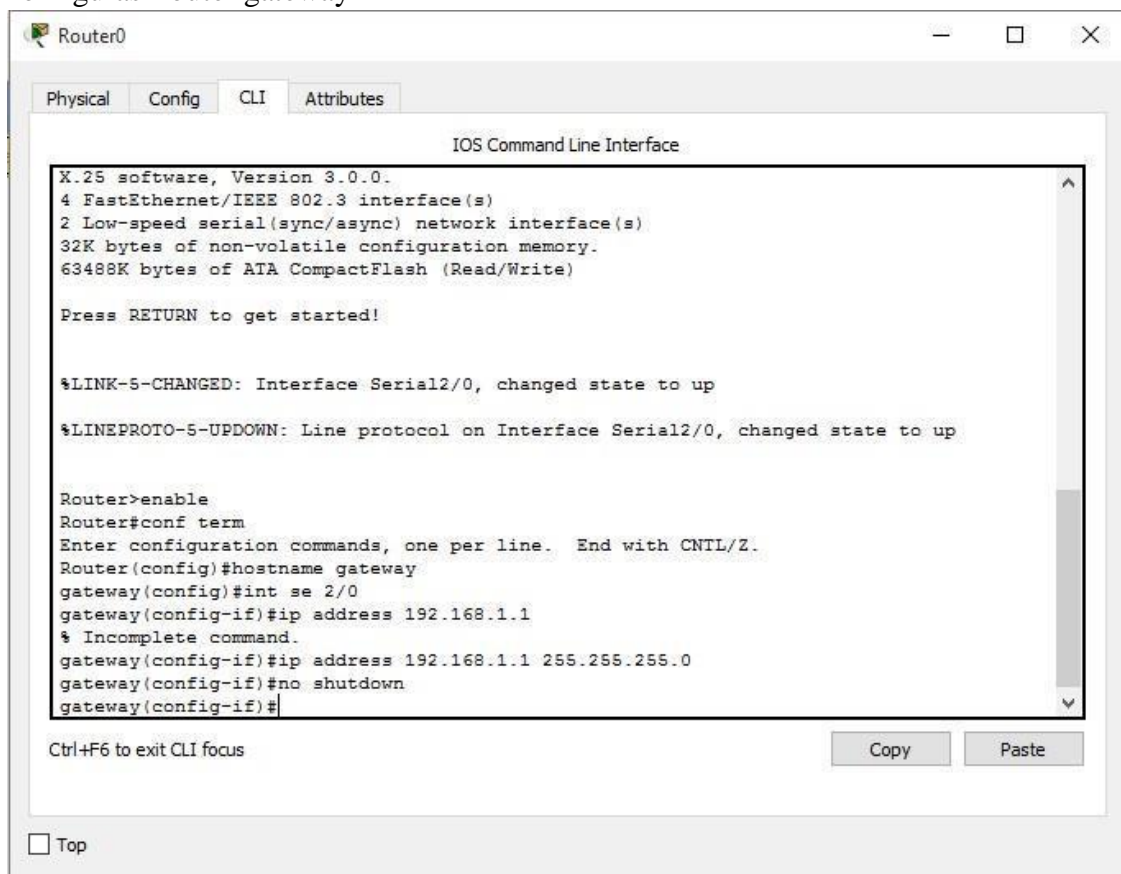 Router0
Physical Config CLI Attributes
IOS Command Line Interface
X.25 software, Version 3.0.0.
4 FastEthernet/IEEE 802.3 interface(s)
2 Low-speed serial(sync/async) network interface(s)
32K bytes of non-volatile configuration memory.
63488K bytes of ATA CompactFlash (Read/Write)
Press RETURN to get started!
%LINK-5-CHANGED: Interface Serial2/0, changed state to up
%LINEPROTO-5-UPDOWN: Line protocol on Interface Serial2/0, changed state to up
Router>enable
Router#conf term
Enter configuration commands, one per line. End with CNTL/Z.
Router(config)#hostname gateway
gateway(config)#int se 2/0
gateway(config-if)#ip address 192.168.1.1
% Incomplete command.
gateway(config-if)#ip address 192.168.1.1 255.255.255.0
gateway(config-if)#no shutdown
gateway(config-if)#
Ctrl+F6 to exit CLI focus
Copy Paste
Top